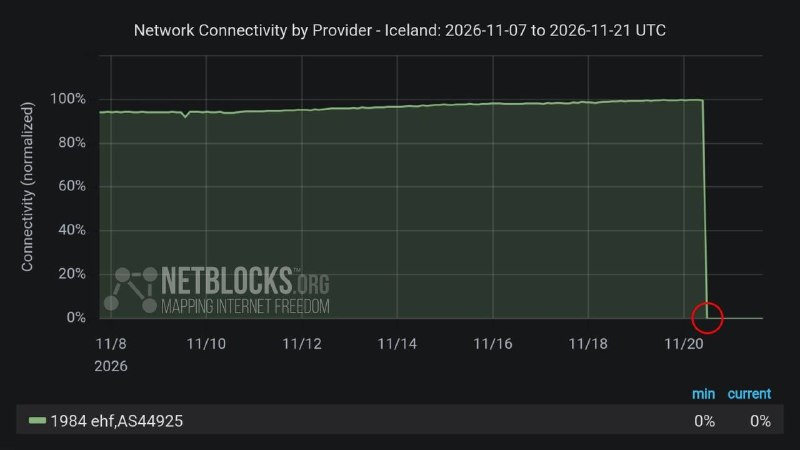 Network Connectivity by Provider - Iceland: 2026-11-07 to 2026-11-21 UTC
Connectivity (normalized)
100%
80%
60%
40%
20%
0%
NETBLOCKS.ORG™
MAPPING INTERNET FREEDOM
11/8 11/10 11/12 11/14 11/16 11/18 11/20
2026
min current
1984 ehf,AS44925 0% 0%